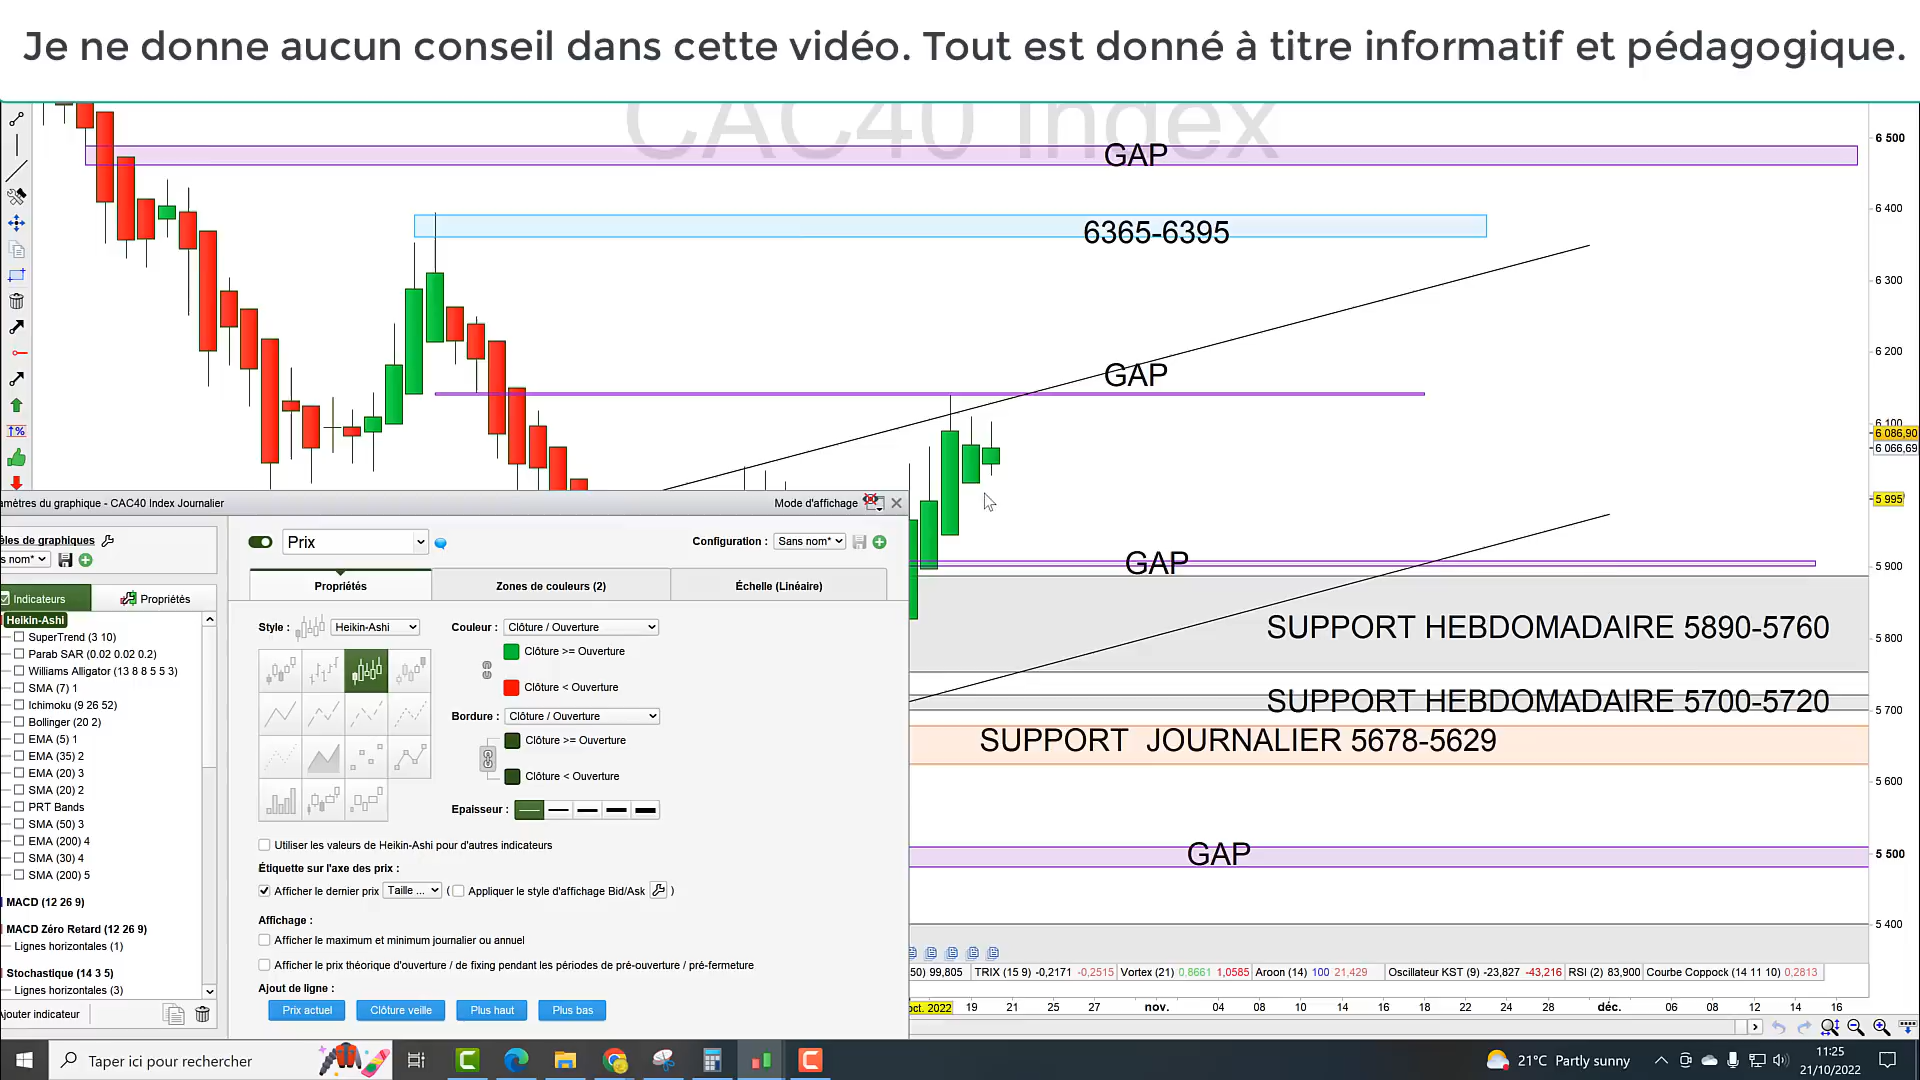 Je ne donne aucun conseil dans cette vidéo. Tout est donné à titre informatif et pédagogique.
CAC40 Index
6 500
GAP
6 400
6365-6395
6 300
6 200
GAP
6 100
6 086,90
6 066,69
5 995
amètres du graphique - CAC40 Index Journalier
Mode d'affichage
èles de graphiques
s nom*
Prix
Configuration :
Sans nom*
GAP
5 900
Propriétés
Zones de couleurs (2)
Échelle (Linéaire)
Indicateurs
Propriétés
Heikin-Ashi
SuperTrend (3 10)
Parab SAR (0.02 0.02 0.2)
Williams Alligator (13 8 8 5 5 3)
SMA (7) 1
Ichimoku (9 26 52)
Bollinger (20 2)
EMA (5) 1
EMA (35) 2
EMA (20) 3
SMA (20) 2
PRT Bands
SMA (50) 3
EMA (200) 4
SMA (30) 4
SMA (200) 5
MACD (12 26 9)
MACD Zéro Retard (12 26 9)
Lignes horizontales (1)
Stochastique (14 3 5)
Lignes horizontales (3)
Ajouter indicateur
Style :
Heikin-Ashi
Couleur :
Clôture / Ouverture
Clôture >= Ouverture
Clôture < Ouverture
Bordure :
Clôture / Ouverture
Clôture >= Ouverture
Clôture < Ouverture
Epaisseur :
Utiliser les valeurs de Heikin-Ashi pour d'autres indicateurs
Étiquette sur l'axe des prix :
Afficher le dernier prix
Taille ...
( Appliquer le style d'affichage Bid/Ask )
Affichage :
Afficher le maximum et minimum journalier ou annuel
Afficher le prix théorique d'ouverture / de fixing pendant les périodes de pré-ouverture / pré-fermeture
Ajout de ligne :
Prix actuel
Clôture veille
Plus haut
Plus bas
SUPPORT HEBDOMADAIRE 5890-5760
5 800
SUPPORT HEBDOMADAIRE 5700-5720
5 700
SUPPORT JOURNALIER 5678-5629
5 600
GAP
5 500
5 400
50) 99,805
TRIX (15 9) -0,2171 -0,2515
Vortex (21) 0,8661 1,0585
Aroon (14) 100 21,429
Oscillateur KST (9) -23,827 -43,216
RSI (2) 83,900
Courbe Coppock (14 11 10) 0,2813
oct. 2022 19 21 27 nov. 04 08 10 14 18 22 24 28 déc. 06 08 12 14 16
Taper ici pour rechercher
21°C Partly sunny
11:25
21/10/2022